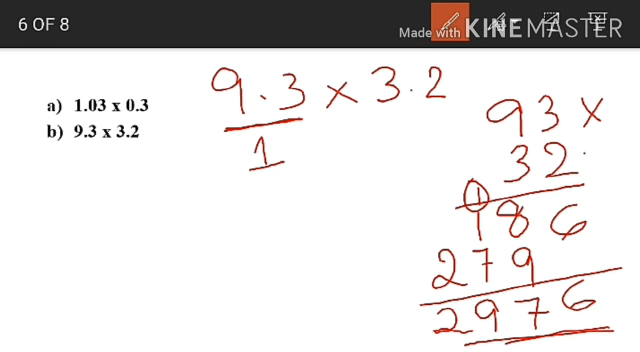 6 OF 8
Made with KINEMASTER
a) 1.03 x 0.3
b) 9.3 x 3.2
9.3 x 3.2
1
93 x
32
186
279
2976